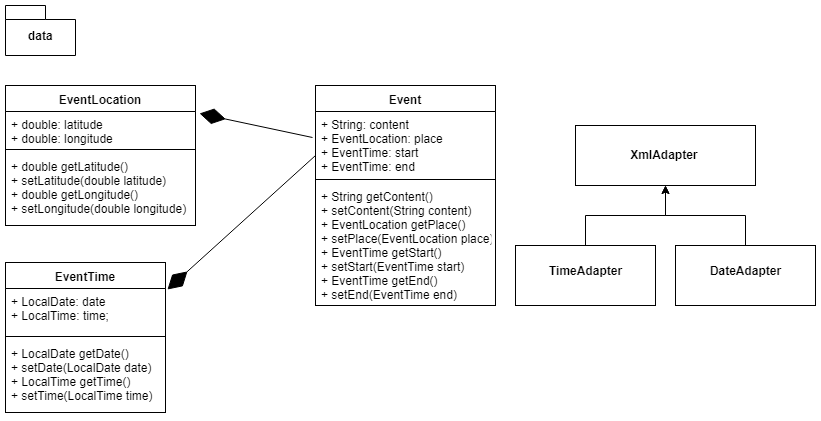 data
EventLocation
+ double: latitude
+ double: longitude
+ double getLatitude()
+ setLatitude(double latitude)
+ double getLongitude()
+ setLongitude(double longitude)
EventTime
+ LocalDate: date
+ LocalTime: time;
+ LocalDate getDate()
+ setDate(LocalDate date)
+ LocalTime getTime()
+ setTime(LocalTime time)
Event
+ String: content
+ EventLocation: place
+ EventTime: start
+ EventTime: end
+ String getContent()
+ setContent(String content)
+ EventLocation getPlace()
+ setPlace(EventLocation place)
+ EventTime getStart()
+ setStart(EventTime start)
+ EventTime getEnd()
+ setEnd(EventTime end)
XmlAdapter
TimeAdapter
DateAdapter